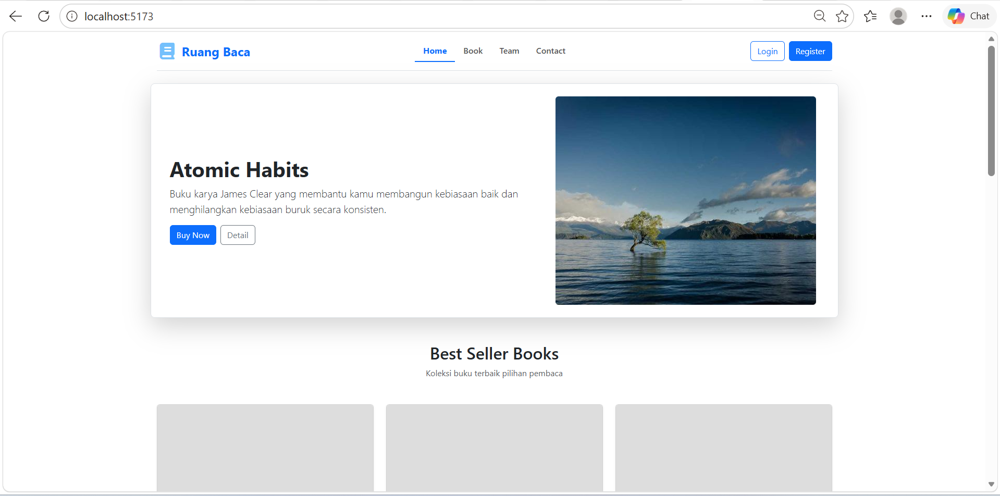 localhost:5173
Chat
Ruang Baca
Home
Book
Team
Contact
Login
Register
Atomic Habits
Buku karya James Clear yang membantu kamu membangun kebiasaan baik dan
menghilangkan kebiasaan buruk secara konsisten.
Buy Now
Detail
Best Seller Books
Koleksi buku terbaik pilihan pembaca